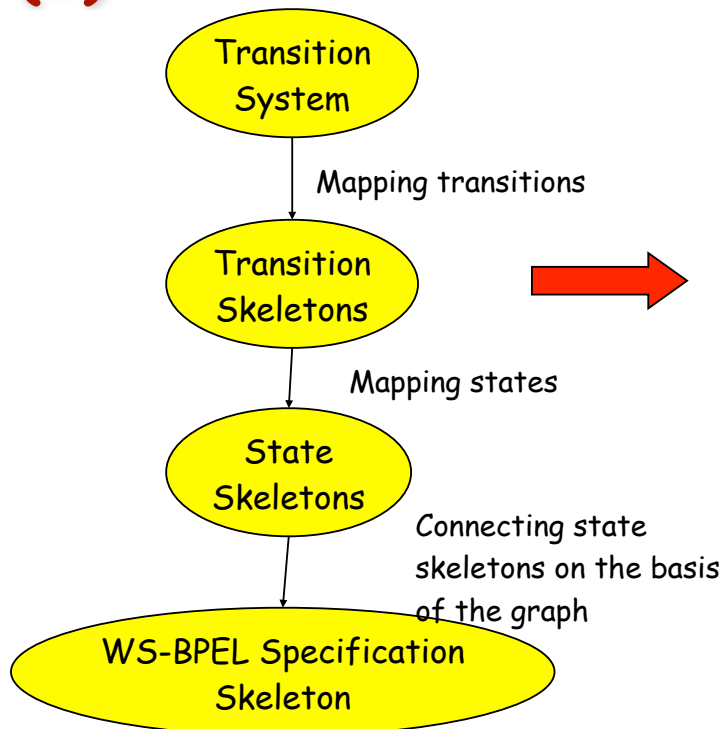 Transition
System
Mapping transitions
Transition
Skeletons
Mapping states
State
Skeletons
Connecting state
skeletons on the basis
of the graph
WS-BPEL Specification
Skeleton